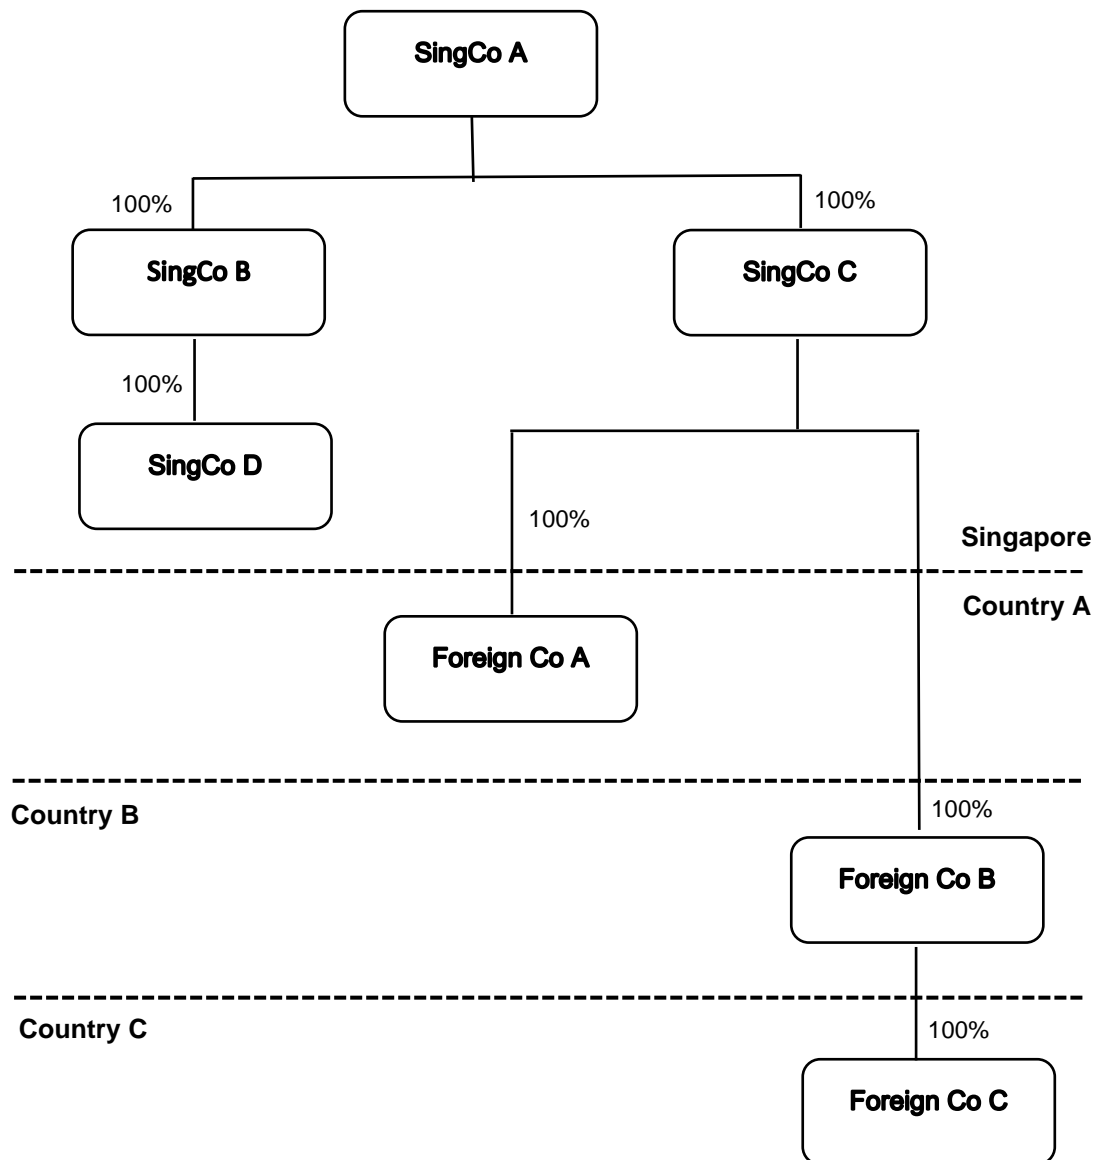 SingCo A
100%
100%
SingCo B
SingCo C
100%
SingCo D
100%
Singapore
Country A
Foreign Co A
Country B
100%
Foreign Co B
Country C
100%
Foreign Co C